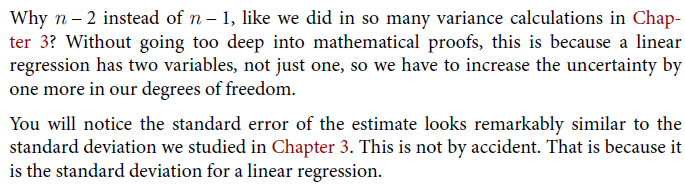 Why n – 2 instead of n – 1, like we did in so many variance calculations in Chap-
ter 3? Without going too deep into mathematical proofs, this is because a linear
regression has two variables, not just one, so we have to increase the uncertainty by
one more in our degrees of freedom.
You will notice the standard error of the estimate looks remarkably similar to the
standard deviation we studied in Chapter 3. This is not by accident. That is because it
is the standard deviation for a linear regression.